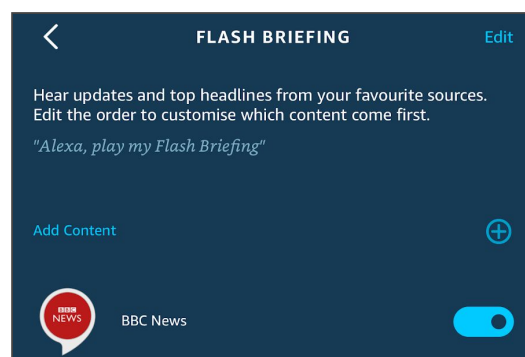 FLASH BRIEFING
Edit
Hear updates and top headlines from your favourite sources.
Edit the order to customise which content come first.
"Alexa, play my Flash Briefing"
Add Content
BBC
NEWS
BBC News